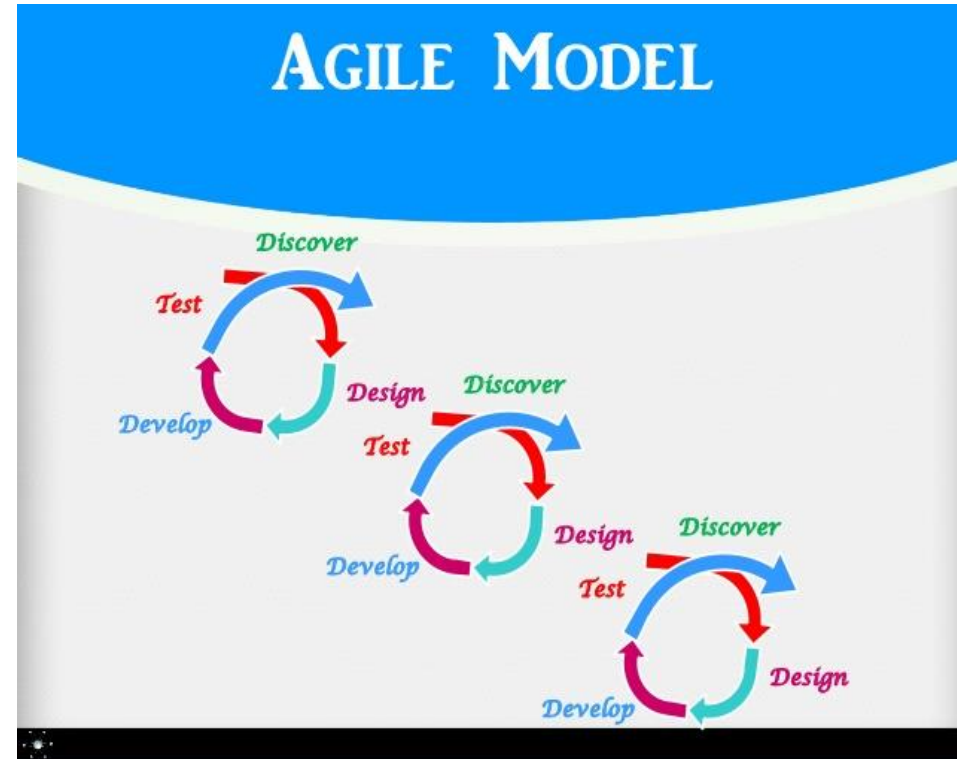 AGILE MODEL
Discover
Test
Design
Develop
Discover
Test
Design
Develop
Discover
Test
Design
Develop